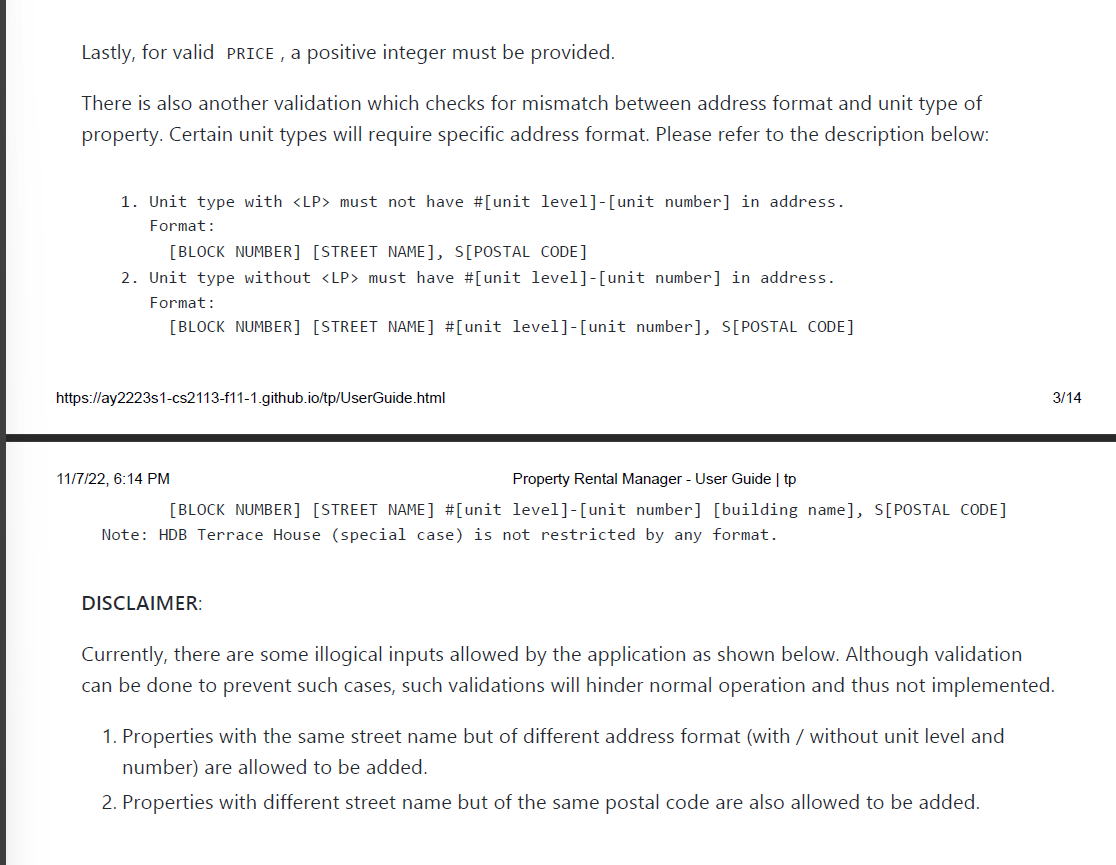 Lastly, for valid PRICE , a positive integer must be provided.
There is also another validation which checks for mismatch between address format and unit type of
property. Certain unit types will require specific address format. Please refer to the description below:
1. Unit type with <LP> must not have #[unit level]-[unit number] in address.
Format:
[BLOCK NUMBER] [STREET NAME], S[POSTAL CODE]
2. Unit type without <LP> must have #[unit level]-[unit number] in address.
Format:
[BLOCK NUMBER] [STREET NAME] #[unit level]-[unit number], S[POSTAL CODE]
https://ay2223s1-cs2113-f11-1.github.io/tp/UserGuide.html 3/14
11/7/22, 6:14 PM Property Rental Manager - User Guide | tp
[BLOCK NUMBER] [STREET NAME] #[unit level]-[unit number] [building name], S[POSTAL CODE]
Note: HDB Terrace House (special case) is not restricted by any format.
DISCLAIMER:
Currently, there are some illogical inputs allowed by the application as shown below. Although validation
can be done to prevent such cases, such validations will hinder normal operation and thus not implemented.
1. Properties with the same street name but of different address format (with / without unit level and
number) are allowed to be added.
2. Properties with different street name but of the same postal code are also allowed to be added.